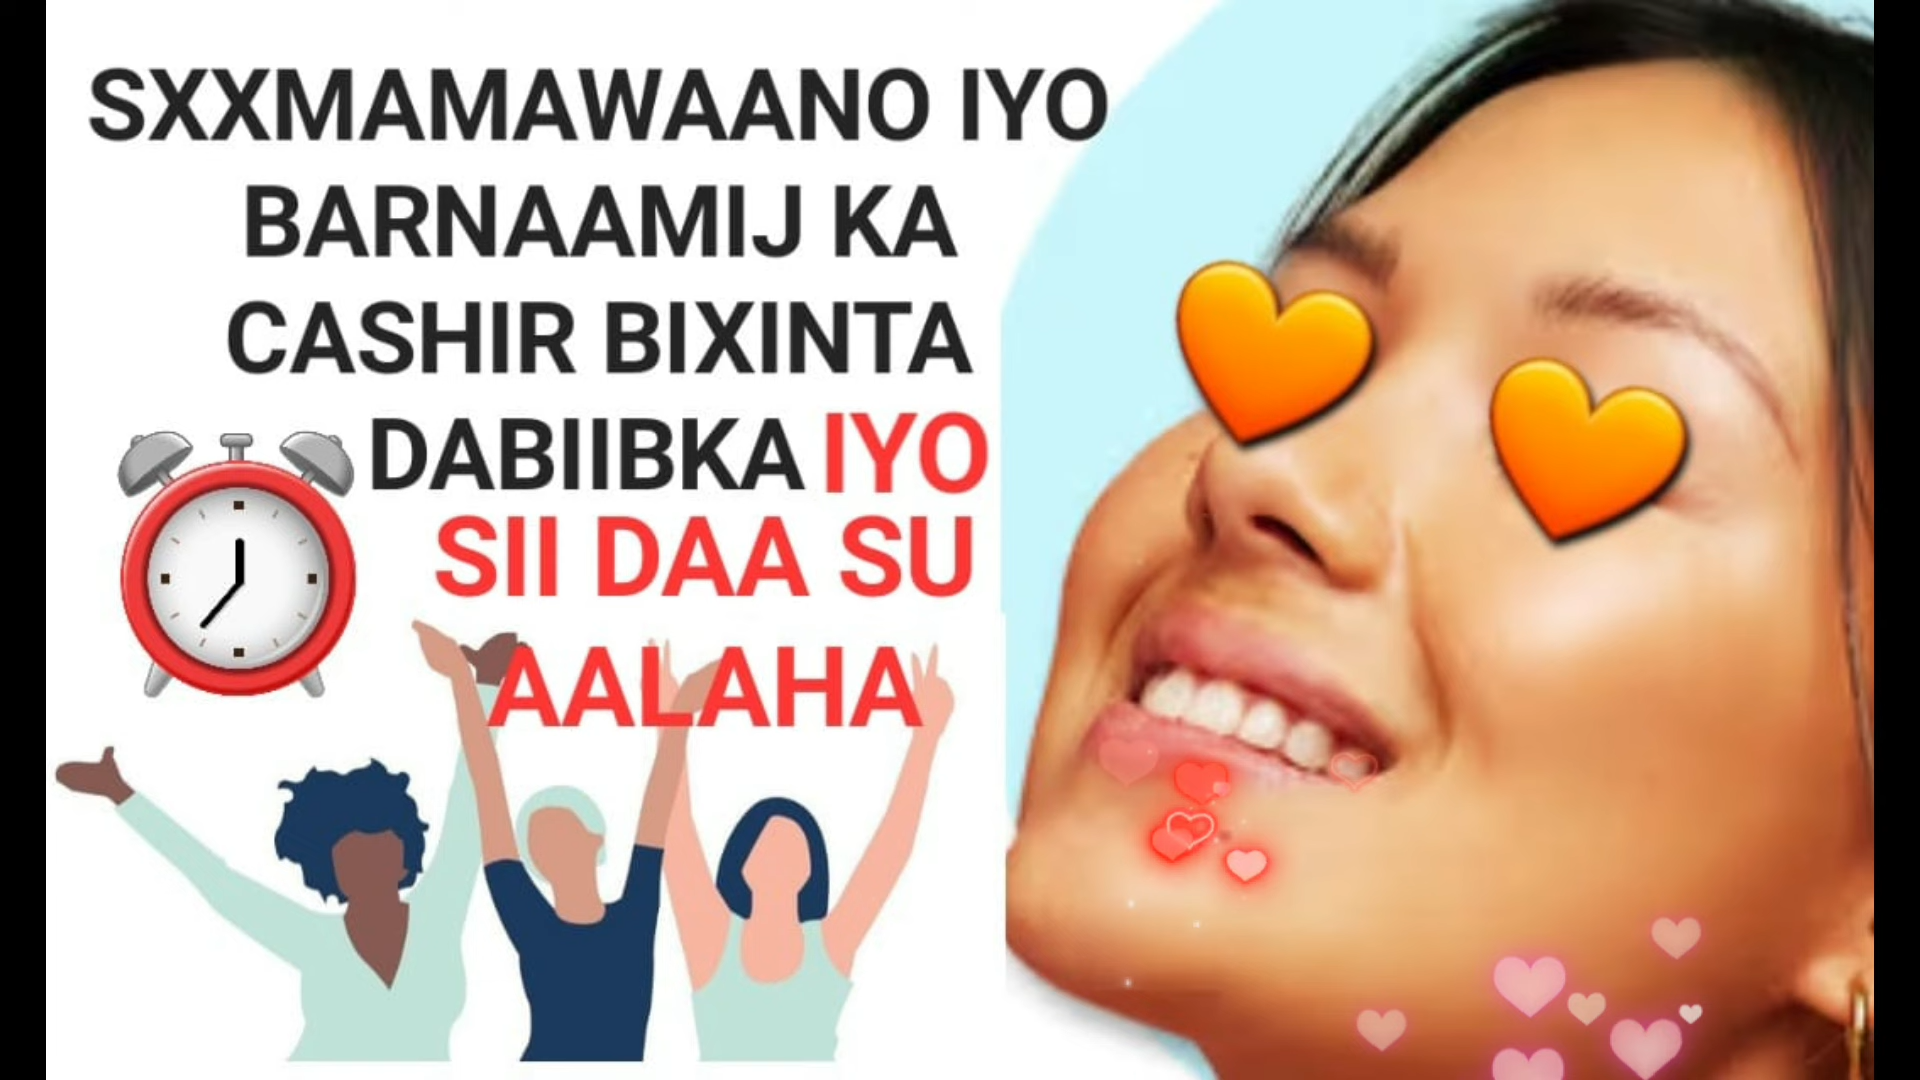 SXXMAMAWAANO IYO
BARNAAMIJ KA
CASHIR BIXINTA
DABIIBKA IYO
SII DAA SU
AALAHA